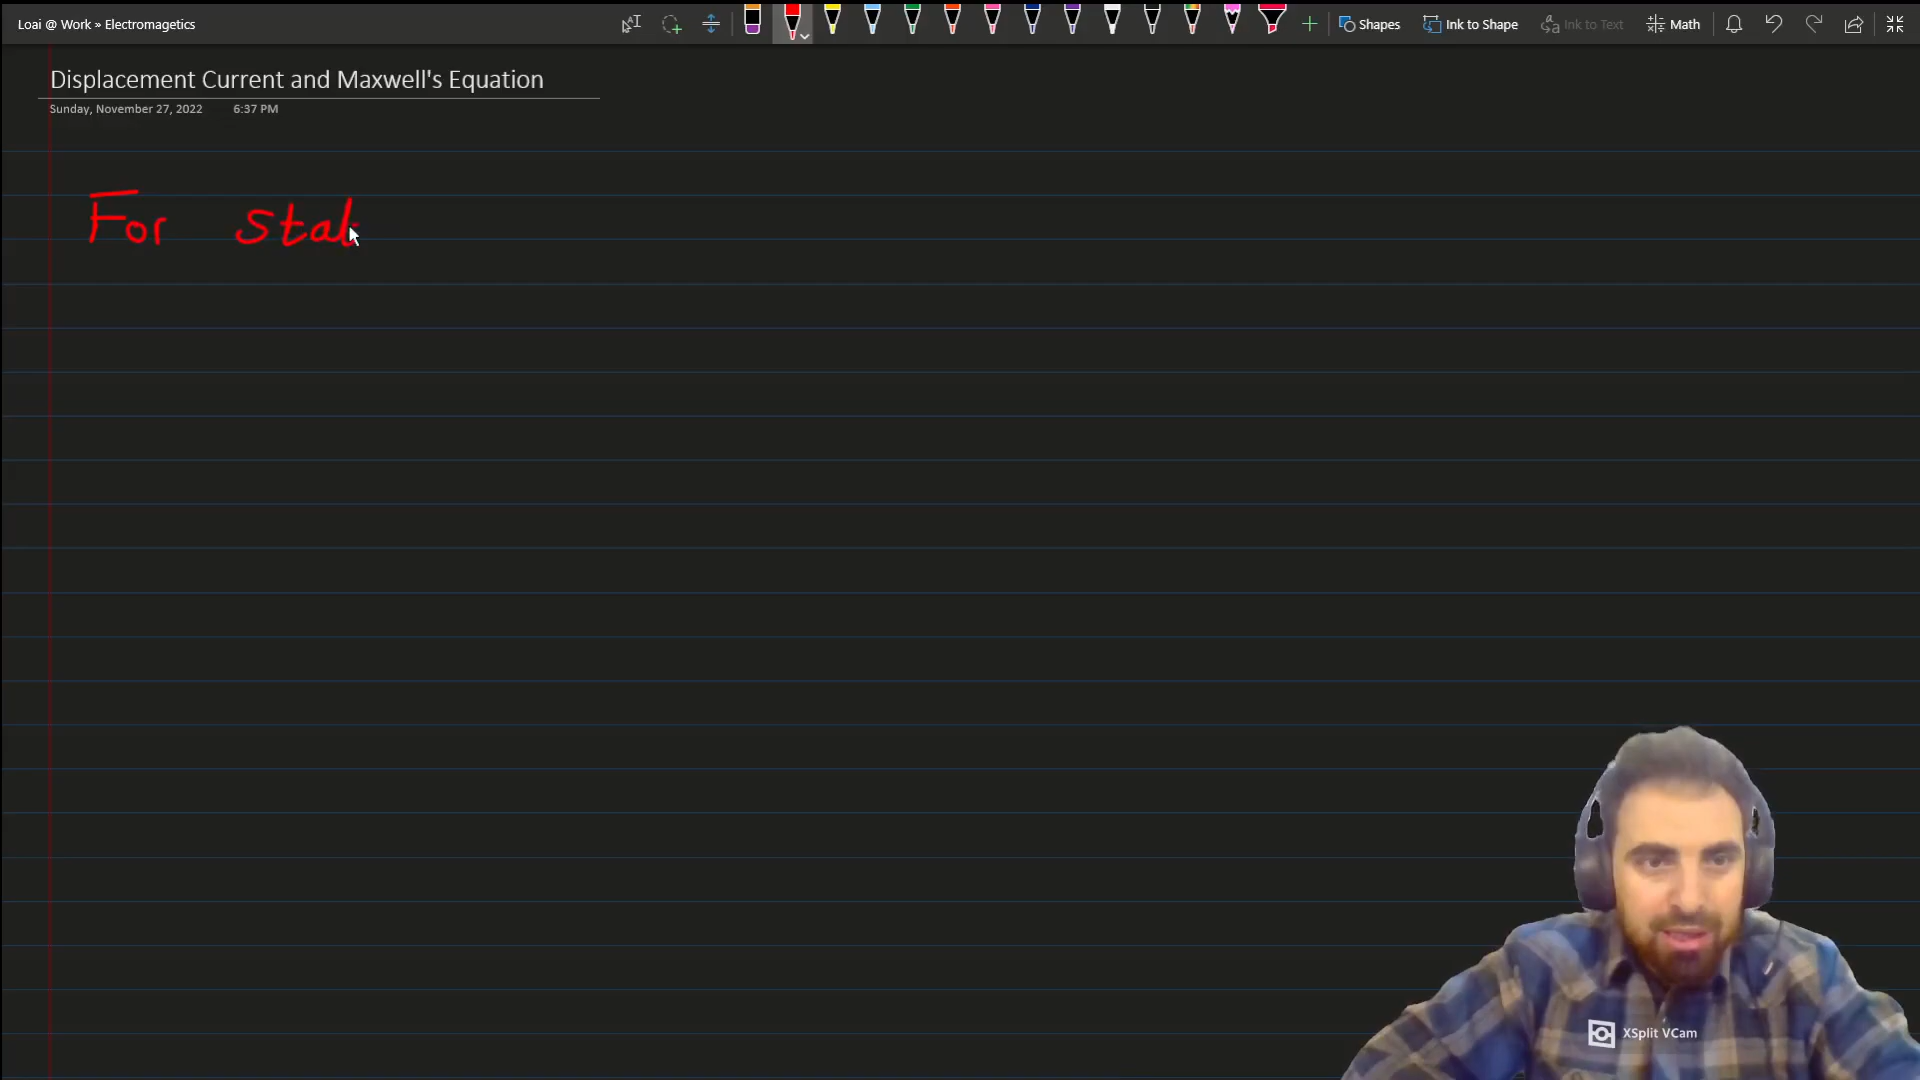 Loai @ Work » Electromagetics
Shapes
Ink to Shape
Ink to Text
Math
Displacement Current and Maxwell's Equation
Sunday, November 27, 2022 6:37 PM
For Stat
XSplit VCam